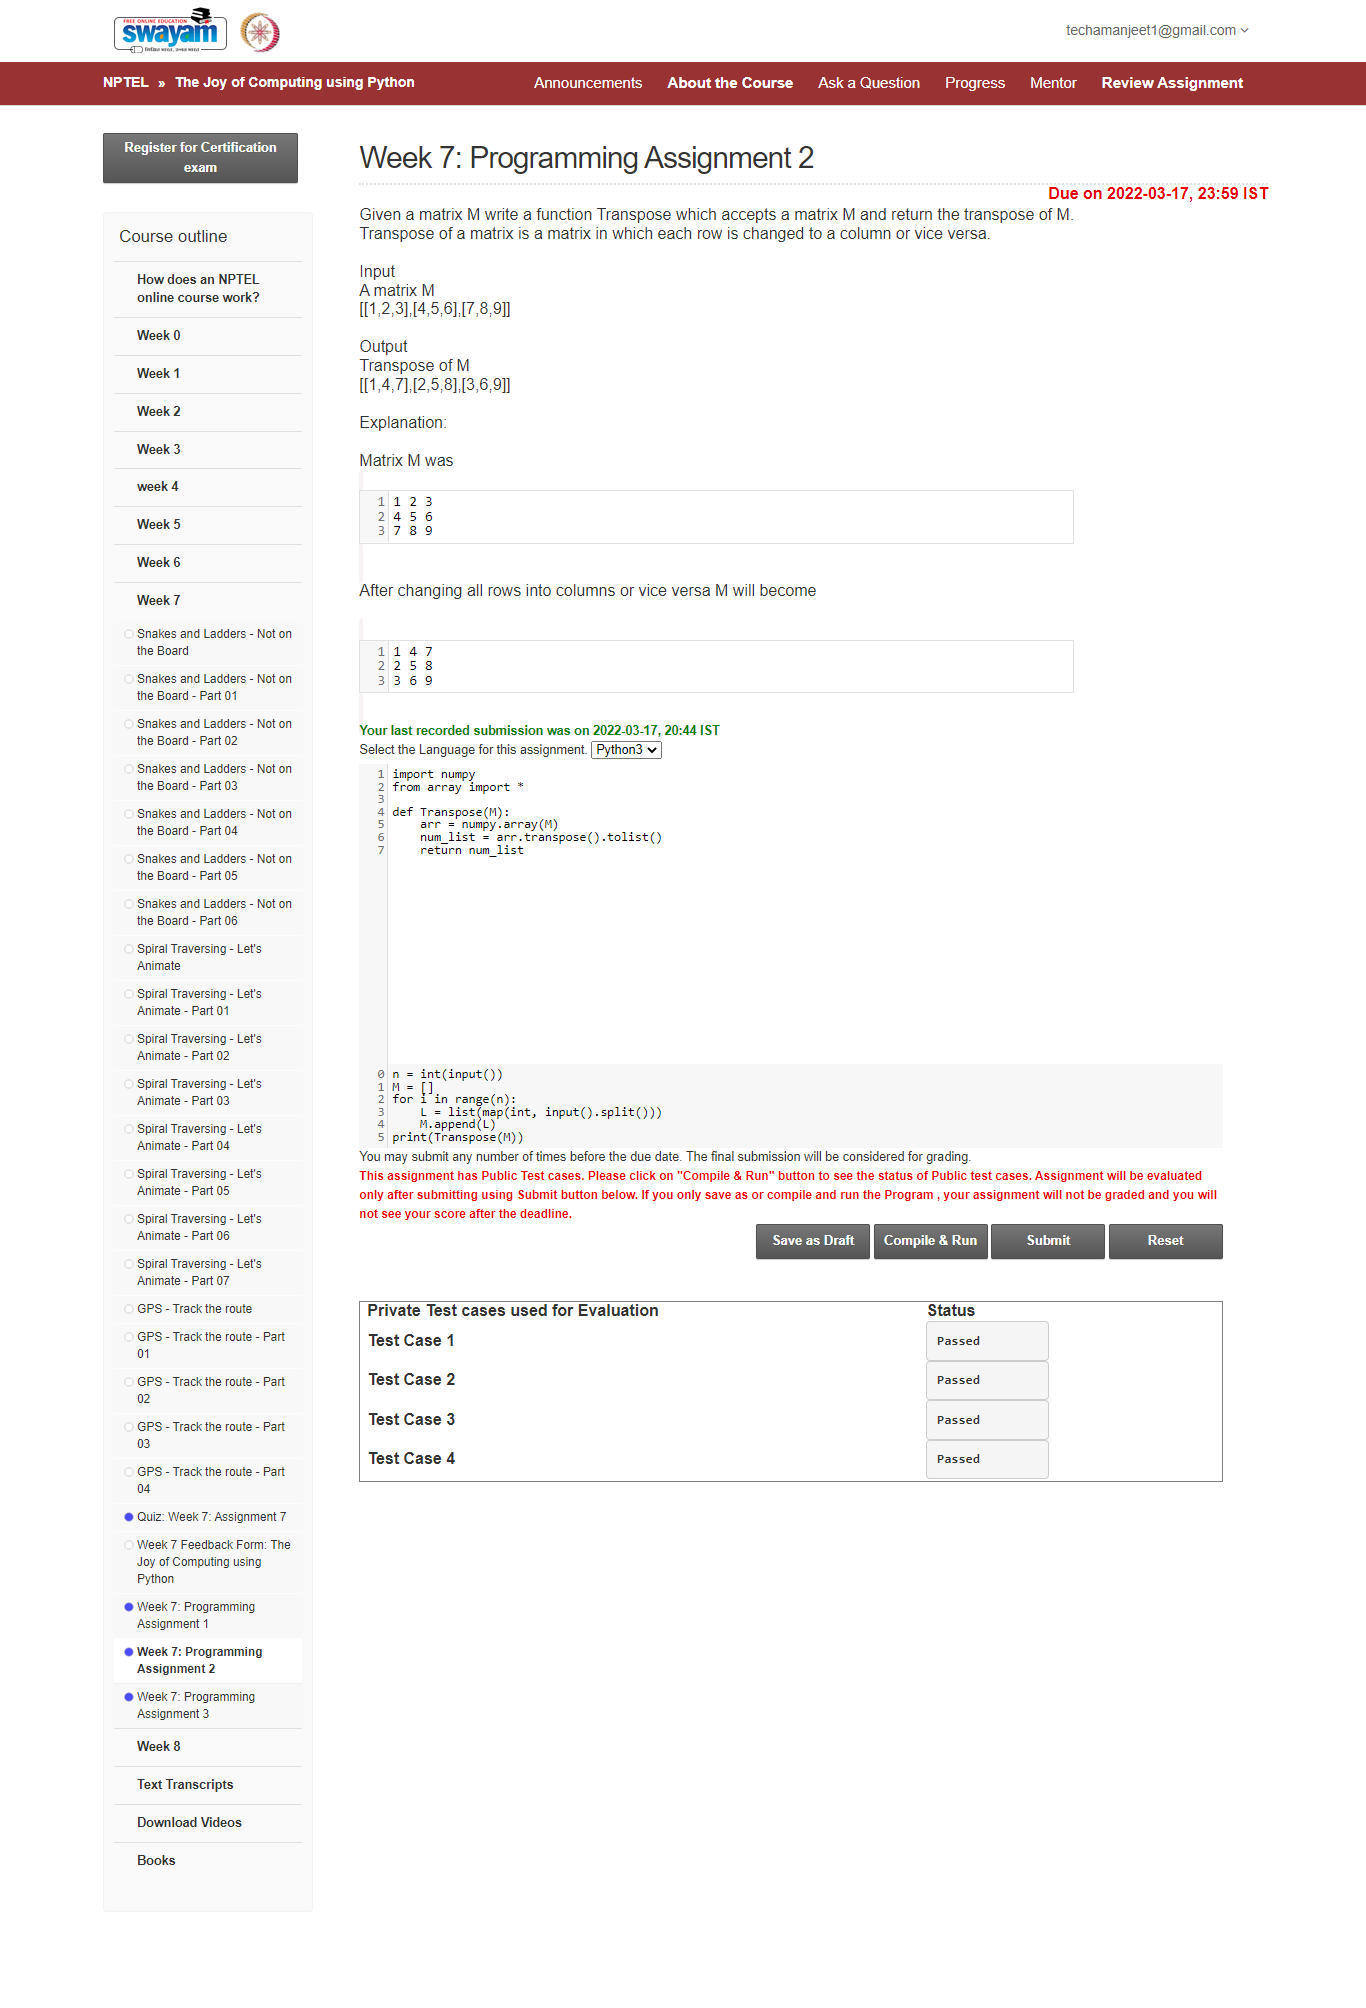 FREE ONLINE EDUCATION
swayam
techamanjeet1@gmail.com
NPTEL » The Joy of Computing using Python
Announcements About the Course Ask a Question Progress Mentor Review Assignment
Register for Certification
exam
Course outline
How does an NPTEL
online course work?
Week 0
Week 1
Week 2
Week 3
week 4
Week 5
Week 6
Week 7
Snakes and Ladders - Not on
the Board
Snakes and Ladders - Not on
the Board - Part 01
Snakes and Ladders - Not on
the Board - Part 02
Snakes and Ladders - Not on
the Board - Part 03
Snakes and Ladders - Not on
the Board - Part 04
Snakes and Ladders - Not on
the Board - Part 05
Snakes and Ladders - Not on
the Board - Part 06
Spiral Traversing - Let's
Animate
Spiral Traversing - Let's
Animate - Part 01
Spiral Traversing - Let's
Animate - Part 02
Spiral Traversing - Let's
Animate - Part 03
Spiral Traversing - Let's
Animate - Part 04
Spiral Traversing - Let's
Animate - Part 05
Spiral Traversing - Let's
Animate - Part 06
Spiral Traversing - Let's
Animate - Part 07
GPS - Track the route
GPS - Track the route - Part
01
GPS - Track the route - Part
02
GPS - Track the route - Part
03
GPS - Track the route - Part
04
Quiz: Week 7: Assignment 7
Week 7 Feedback Form: The
Joy of Computing using
Python
Week 7: Programming
Assignment 1
Week 7: Programming
Assignment 2
Week 7: Programming
Assignment 3
Week 8
Text Transcripts
Download Videos
Books
Week 7: Programming Assignment 2
Due on 2022-03-17, 23:59 IST
Given a matrix M write a function Transpose which accepts a matrix M and return the transpose of M.
Transpose of a matrix is a matrix in which each row is changed to a column or vice versa.
Input
A matrix M
[[1,2,3],[4,5,6],[7,8,9]]
Output
Transpose of M
[[1,4,7],[2,5,8],[3,6,9]]
Explanation:
Matrix M was
1 1 2 3
2 4 5 6
3 7 8 9
After changing all rows into columns or vice versa M will become
1 1 4 7
2 2 5 8
3 3 6 9
Your last recorded submission was on 2022-03-17, 20:44 IST
Select the Language for this assignment. Python3
1 import numpy
2 from array import *
3
4 def Transpose(M):
5     arr = numpy.array(M)
6     num_list = arr.transpose().tolist()
7     return num_list
0 n = int(input())
1 M = []
2 for i in range(n):
3     L = list(map(int, input().split()))
4     M.append(L)
5 print(Transpose(M))
You may submit any number of times before the due date. The final submission will be considered for grading.
This assignment has Public Test cases. Please click on "Compile & Run" button to see the status of Public test cases. Assignment will be evaluated
only after submitting using Submit button below. If you only save as or compile and run the Program , your assignment will not be graded and you will
not see your score after the deadline.
Save as Draft Compile & Run Submit Reset
Private Test cases used for Evaluation Status
Test Case 1 Passed
Test Case 2 Passed
Test Case 3 Passed
Test Case 4 Passed